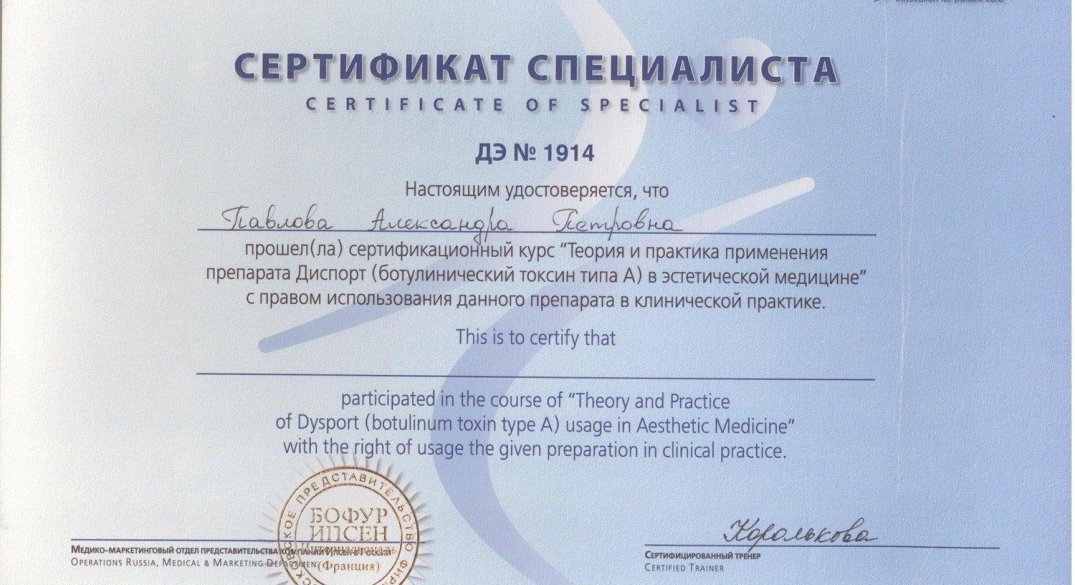 Innovation for patient care
СЕРТИФИКАТ СПЕЦИАЛИСТА
CERTIFICATE OF SPECIALIST
ДЭ № 1914
Настоящим удостоверяется, что
Павлова Александра Петровна
прошел(ла) сертификационный курс “Теория и практика применения
препарата Диспорт (ботулинический токсин типа А) в эстетической медицине”
с правом использования данного препарата в клинической практике.
This is to certify that
participated in the course of “Theory and Practice
of Dysport (botulinum toxin type A) usage in Aesthetic Medicine”
with the right of usage the given preparation in clinical practice.
БОФУР
ИПСЕН
(Франция)
МЕДИКО-МАРКЕТИНГОВЫЙ ОТДЕЛ ПРЕДСТАВИТЕЛЬСТВА
OPERATIONS RUSSIA, MEDICAL & MARKETING DEPARTMENT
Королькова
СЕРТИФИЦИРОВАННЫЙ ТРЕНЕР
CERTIFIED TRAINER